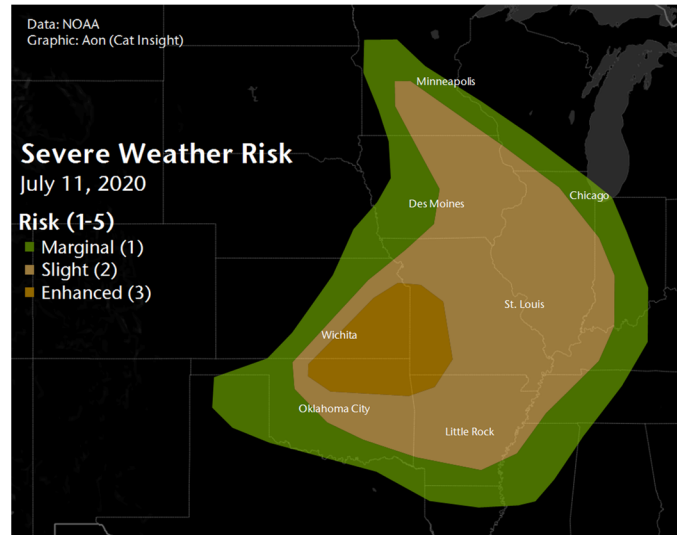 Data: NOAA
Graphic: Aon (Cat Insight)
Minneapolis
Severe Weather Risk
July 11, 2020
Chicago
Des Moines
Risk (1-5)
Marginal (1)
Slight (2)
Enhanced (3)
St. Louis
Wichita
Oklahoma City
Little Rock